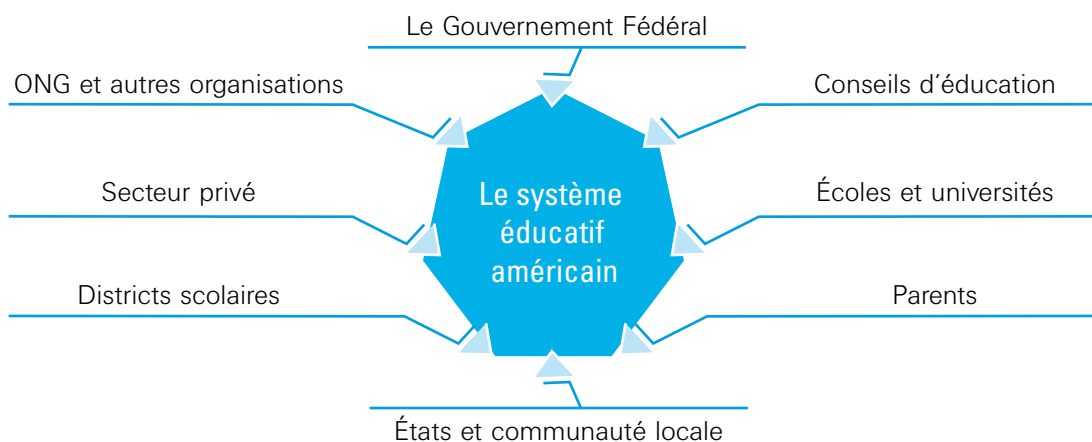 Le Gouvernement Fédéral
ONG et autres organisations
Conseils d'éducation
Secteur privé
Le système
éducatif
américain
Écoles et universités
Districts scolaires
Parents
États et communauté locale